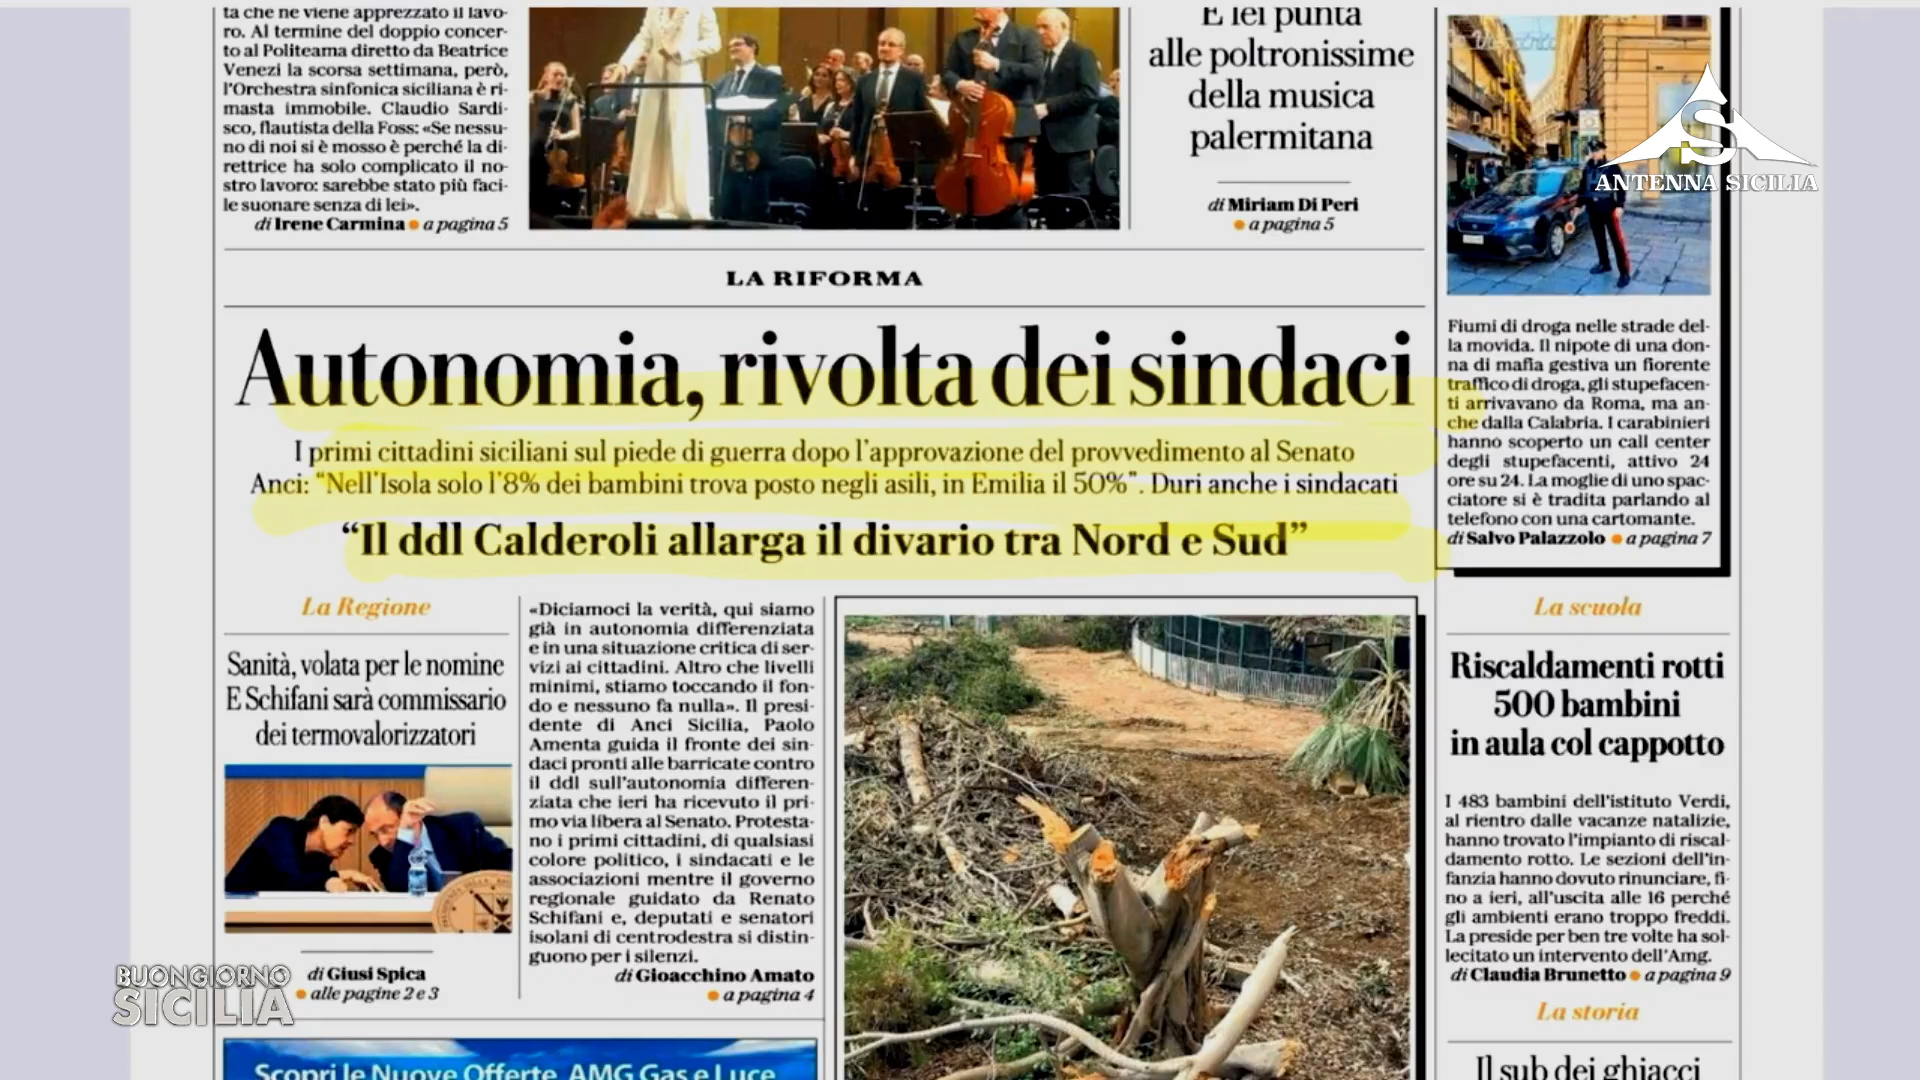 ta che ne viene apprezzato il lavo-
ro. Al termine del doppio concer-
to al Politeama diretto da Beatrice
Venezi la scorsa settimana, però,
l'Orchestra sinfonica siciliana è ri-
masta immobile. Claudio Sardi-
sco, flautista della Foss: «Se nessu-
no di noi si è mosso è perché la di-
rettrice ha solo complicato il no-
stro lavoro: sarebbe stato più faci-
le suonare senza di lei».
di Irene Carmina ● a pagina 5
E lei punta
alle poltronissime
della musica
palermitana
di Miriam Di Peri
● a pagina 5
ANTENNA SICILIA
LA RIFORMA
Autonomia, rivolta dei sindaci
I primi cittadini siciliani sul piede di guerra dopo l'approvazione del provvedimento al Senato
Anci: “Nell'Isola solo l'8% dei bambini trova posto negli asili, in Emilia il 50%”. Duri anche i sindacati
“Il ddl Calderoli allarga il divario tra Nord e Sud”
Fiumi di droga nelle strade del-
la movida. Il nipote di una don-
na di mafia gestiva un fiorente
traffico di droga, gli stupefacen-
ti arrivavano da Roma, ma an-
che dalla Calabria. I carabinieri
hanno scoperto un call center
degli stupefacenti, attivo 24
ore su 24. La moglie di uno spac-
ciatore si è tradita parlando al
telefono con una cartomante.
di Salvo Palazzolo ● a pagina 7
La Regione
Sanità, volata per le nomine
E Schifani sarà commissario
dei termovalorizzatori
di Giusi Spica
● alle pagine 2 e 3
«Diciamoci la verità, qui siamo
già in autonomia differenziata
e in una situazione critica di ser-
vizi ai cittadini. Altro che livelli
minimi, stiamo toccando il fon-
do e nessuno fa nulla». Il presi-
dente di Anci Sicilia, Paolo
Amenta guida il fronte dei sin-
daci pronti alle barricate contro
il ddl sull'autonomia differen-
ziata che ieri ha ricevuto il pri-
mo via libera al Senato. Protesta-
no i primi cittadini, di qualsiasi
colore politico, i sindacati e le
associazioni mentre il governo
regionale guidato da Renato
Schifani e, deputati e senatori
isolani di centrodestra si distin-
guono per i silenzi.
di Gioacchino Amato
● a pagina 4
La scuola
Riscaldamenti rotti
500 bambini
in aula col cappotto
I 483 bambini dell'istituto Verdi,
al rientro dalle vacanze natalizie,
hanno trovato l'impianto di riscal-
damento rotto. Le sezioni dell'in-
fanzia hanno dovuto rinunciare, fi-
no a ieri, all'uscita alle 16 perché
gli ambienti erano troppo freddi.
La preside per ben tre volte ha sol-
lecitato un intervento dell'Amg.
di Claudia Brunetto ● a pagina 9
La storia
Il sub dei ghiacci
BUONGIORNO
SICILIA
Scopri le Nuove Offerte AMG Gas e Luce